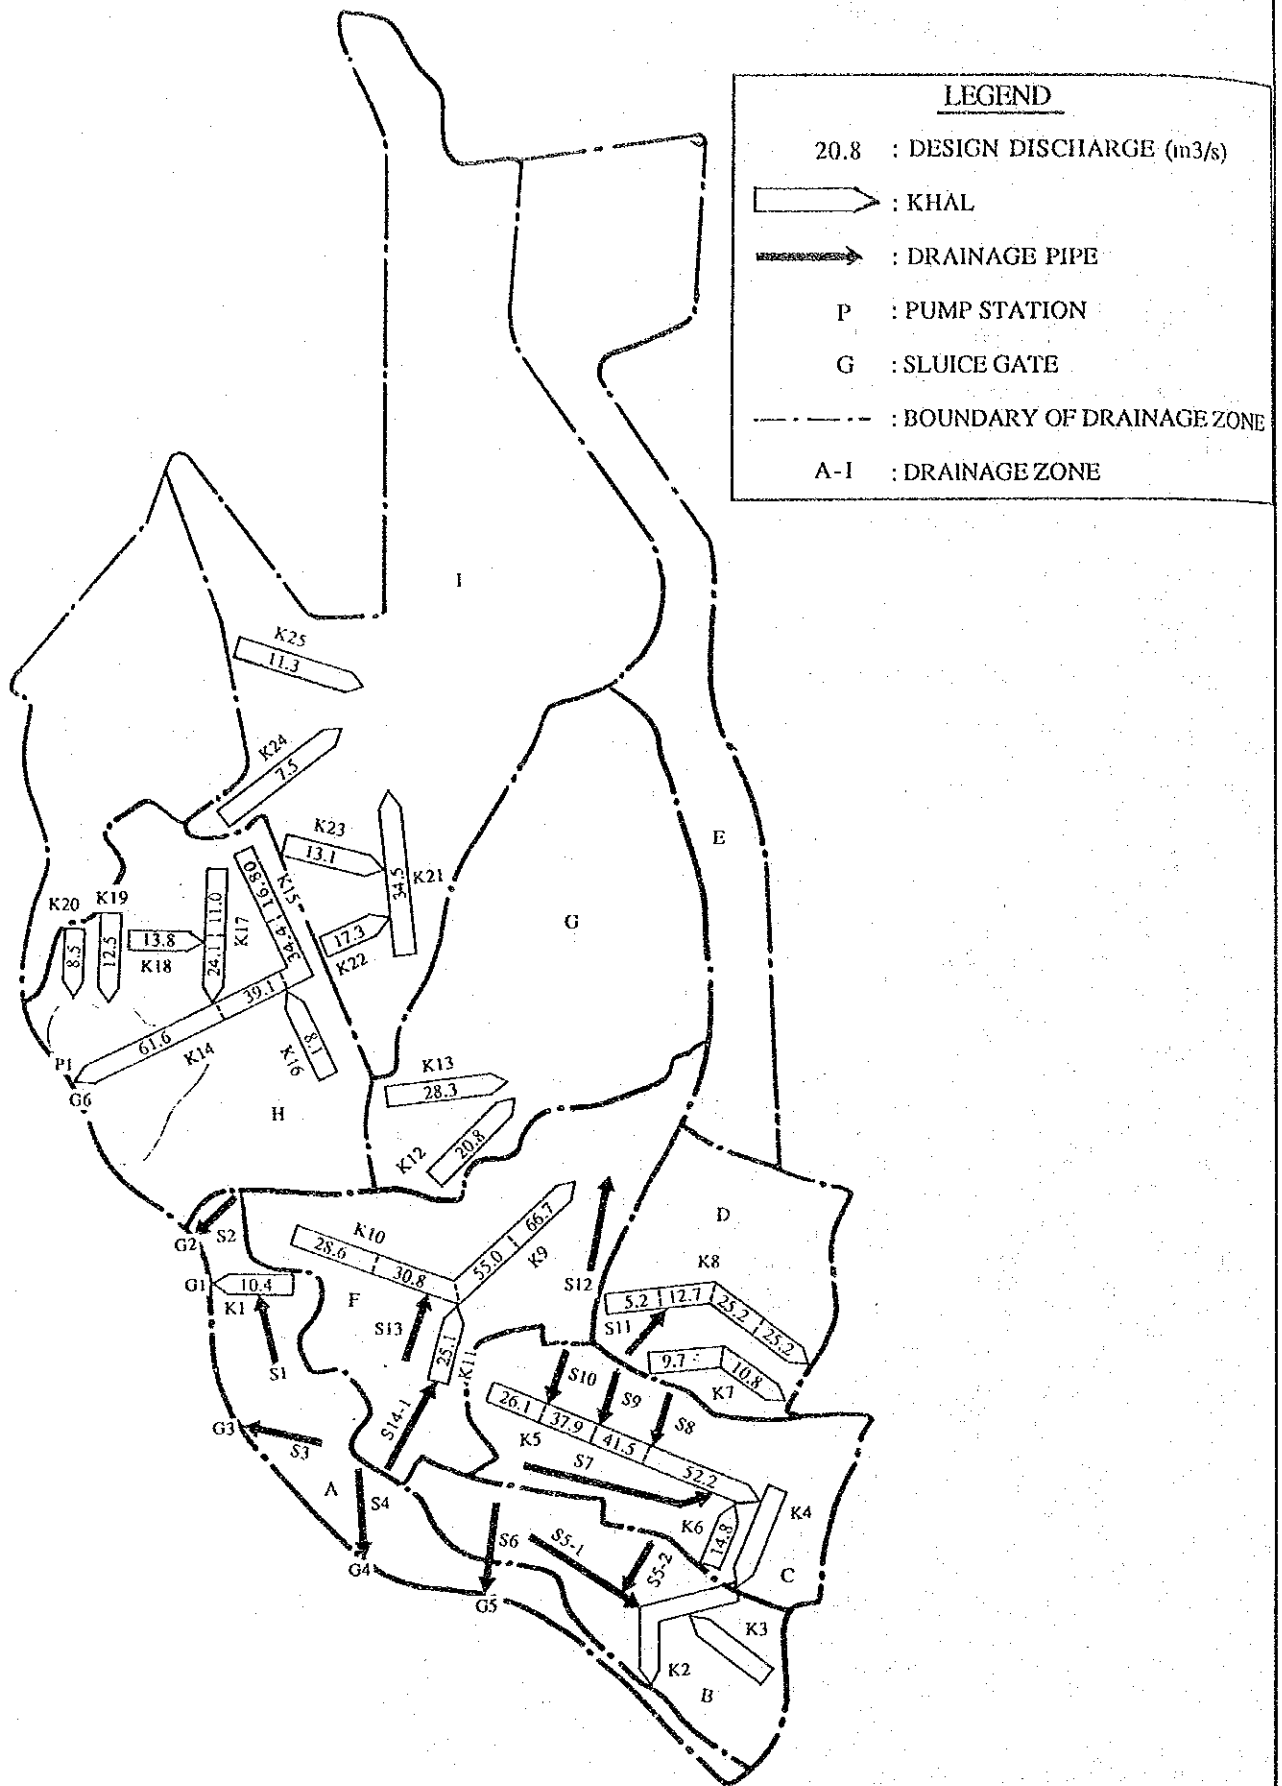 LEGEND
20.8 : DESIGN DISCHARGE (m3/s)
: KHAL
: DRAINAGE PIPE
P : PUMP STATION
G : SLUICE GATE
: BOUNDARY OF DRAINAGE ZONE
A-I : DRAINAGE ZONE
I
K25
11.3
K24
7.5
E
K23
13.1
K21
34.5
K15
16.80
34.4
K20
K19
8.5
12.5
K17
11.0
24.1
13.8
K18
17.3
K22
G
39.1
61.6
K14
8.1
K16
P1
G6
K13
28.3
H
K12
20.8
G2
S2
D
K10
28.6
30.8
55.0
66.7
K9
K8
5.2
12.7
25.2
25.2
S12
S11
G1
10.4
K1
F
S13
25.1
K11
S1
9.7
10.8
K7
S10
S9
S8
26.1
37.9
41.5
52.2
K5
S7
S14-1
G3
S3
A
S4
G4
S6
G5
S5-1
S5-2
K6
14.8
K4
C
K3
K2
B